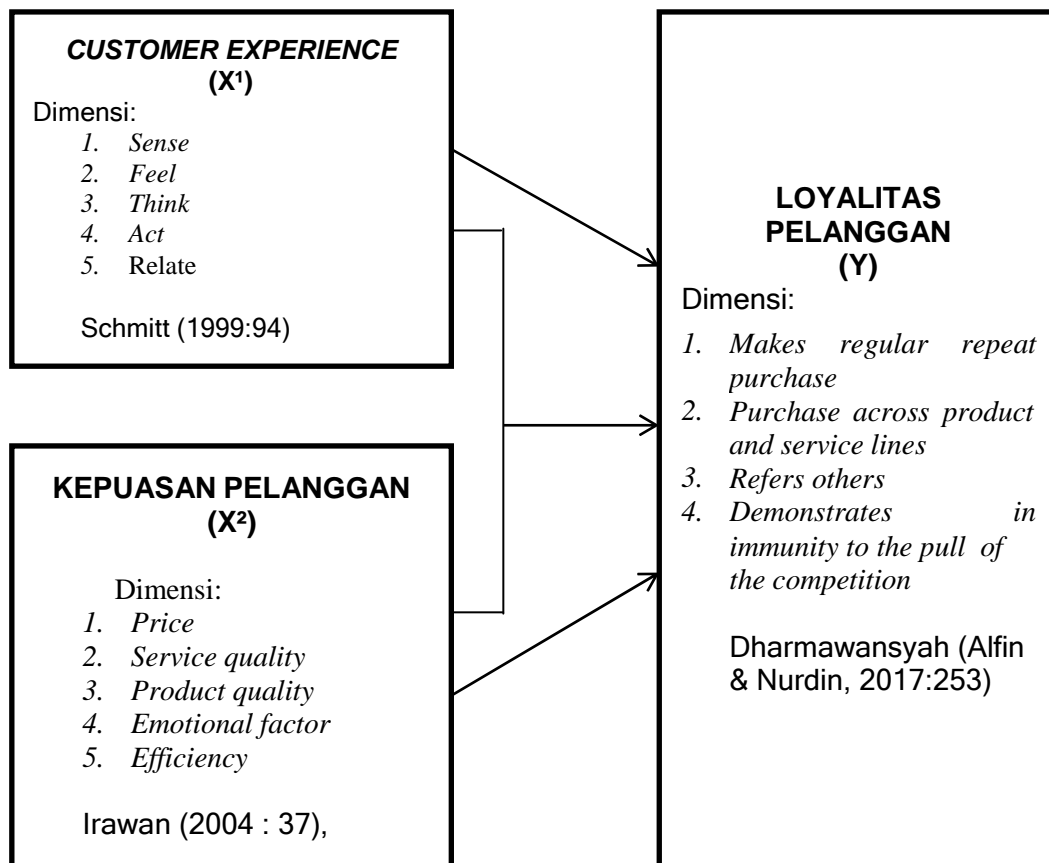 CUSTOMER EXPERIENCE
(X¹)
Dimensi:
1. Sense
2. Feel
3. Think
4. Act
5. Relate
Schmitt (1999:94)
KEPUASAN PELANGGAN
(X²)
Dimensi:
1. Price
2. Service quality
3. Product quality
4. Emotional factor
5. Efficiency
Irawan (2004 : 37),
LOYALITAS
PELANGGAN
(Y)
Dimensi:
1. Makes regular repeat
purchase
2. Purchase across product
and service lines
3. Refers others
4. Demonstrates in
immunity to the pull of
the competition
Dharmawansyah (Alfin
& Nurdin, 2017:253)